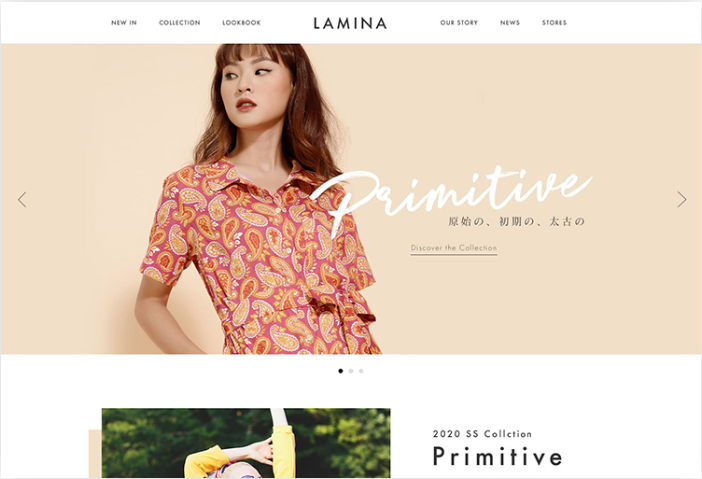 NEW IN COLLECTION LOOKBOOK LAMINA OUR STORY NEWS STORES
Primitive
原始の、初期の、太古の
Discover the Collection
2020 SS Collction
Primitive